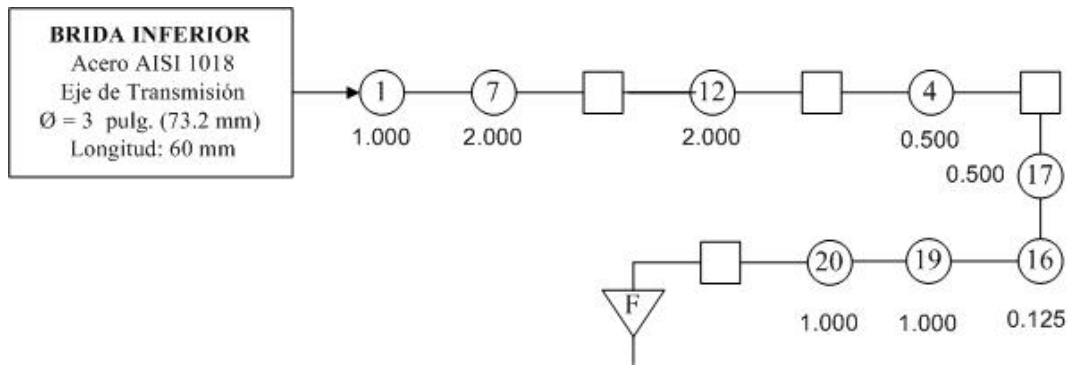 BRIDA INFERIOR
Acero AISI 1018
Eje de Transmisión
Ø = 3 pulg. (73.2 mm)
Longitud: 60 mm
1 7 12 4
1.000 2.000 2.000 0.500
0.500 17
20 19 16
F
1.000 1.000 0.125